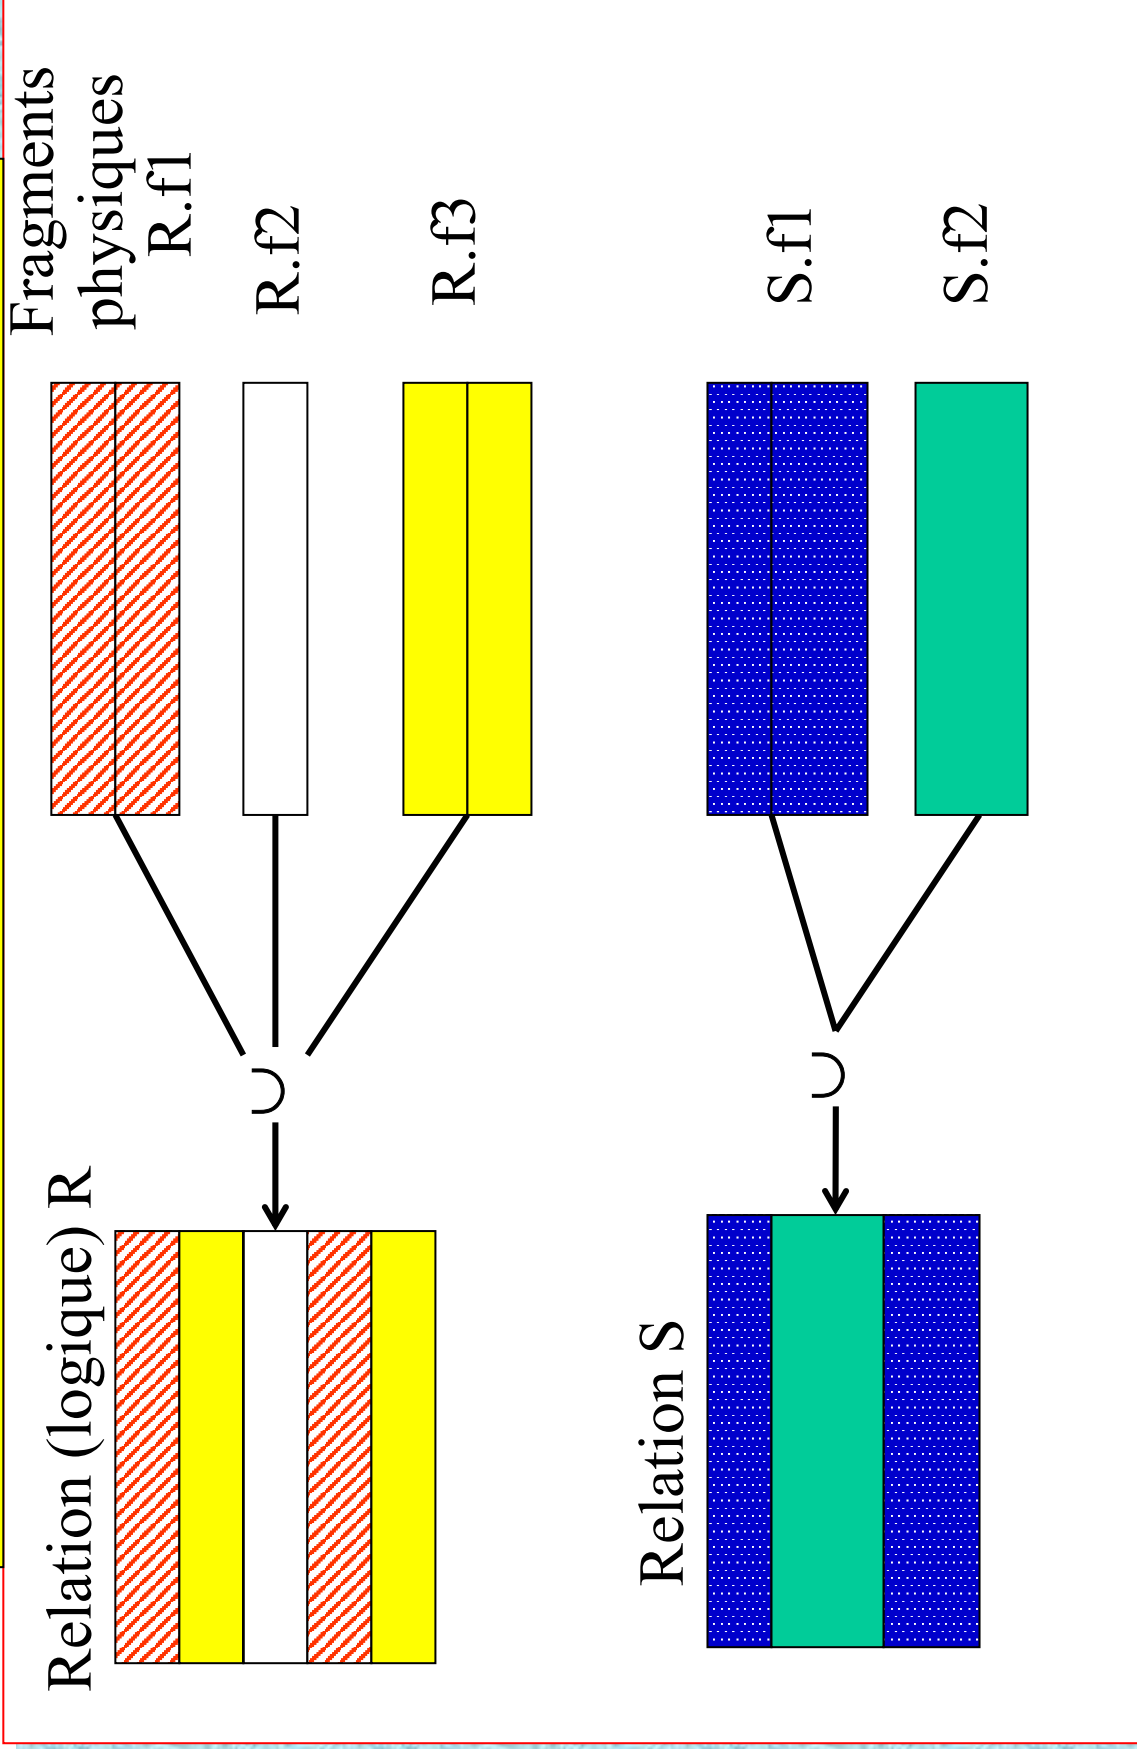 Relation (logique) R
Fragments
physiques
R.f1
R.f2
∪
R.f3
Relation S
S.f1
∪
S.f2